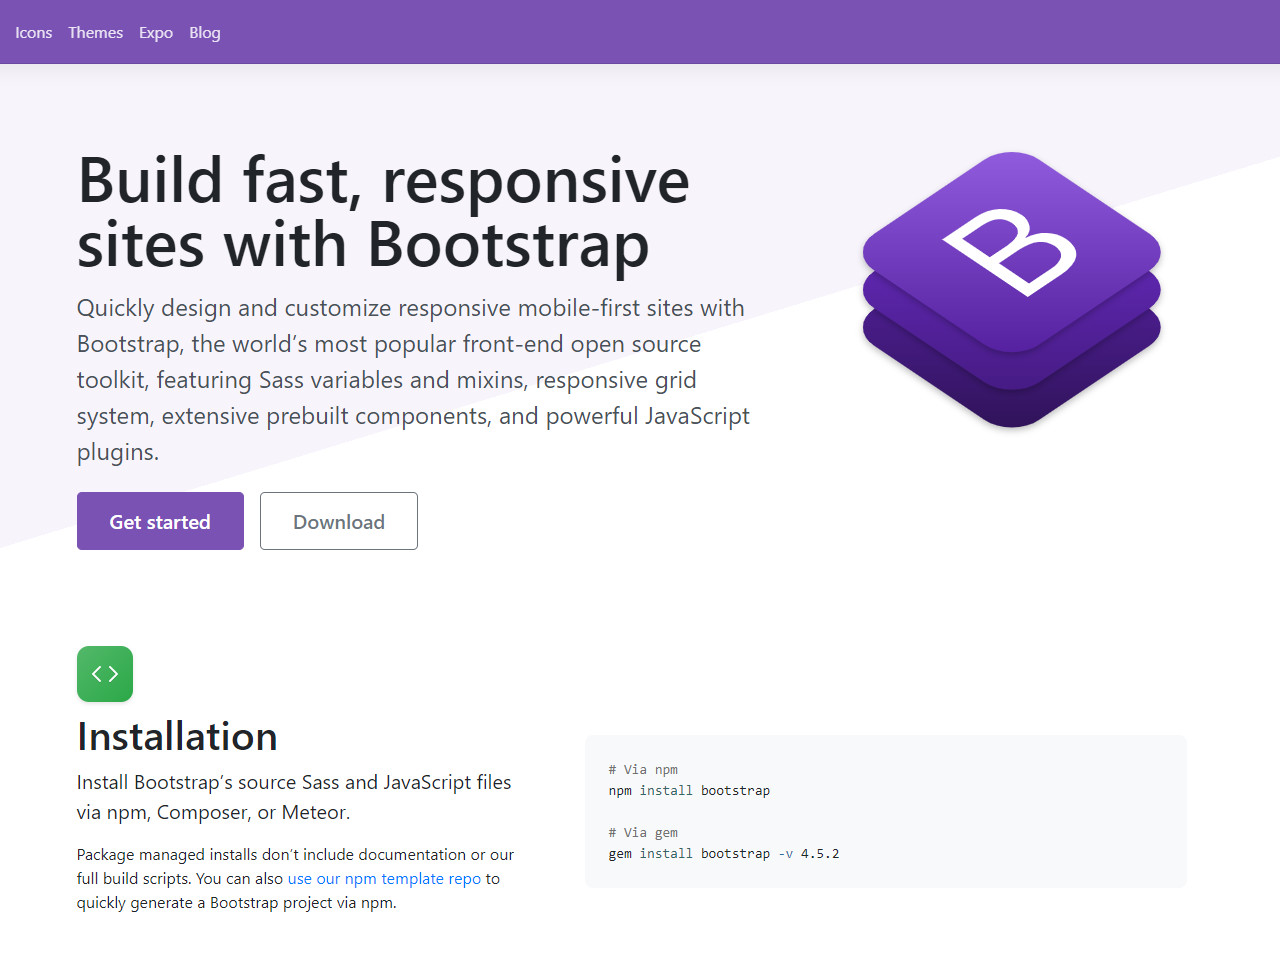 Icons Themes Expo Blog
Build fast, responsive
sites with Bootstrap
Quickly design and customize responsive mobile-first sites with
Bootstrap, the world’s most popular front-end open source
toolkit, featuring Sass variables and mixins, responsive grid
system, extensive prebuilt components, and powerful JavaScript
plugins.
Get started Download
B
Installation
Install Bootstrap’s source Sass and JavaScript files
via npm, Composer, or Meteor.
Package managed installs don’t include documentation or our
full build scripts. You can also use our npm template repo to
quickly generate a Bootstrap project via npm.
# Via npm
npm install bootstrap
# Via gem
gem install bootstrap -v 4.5.2